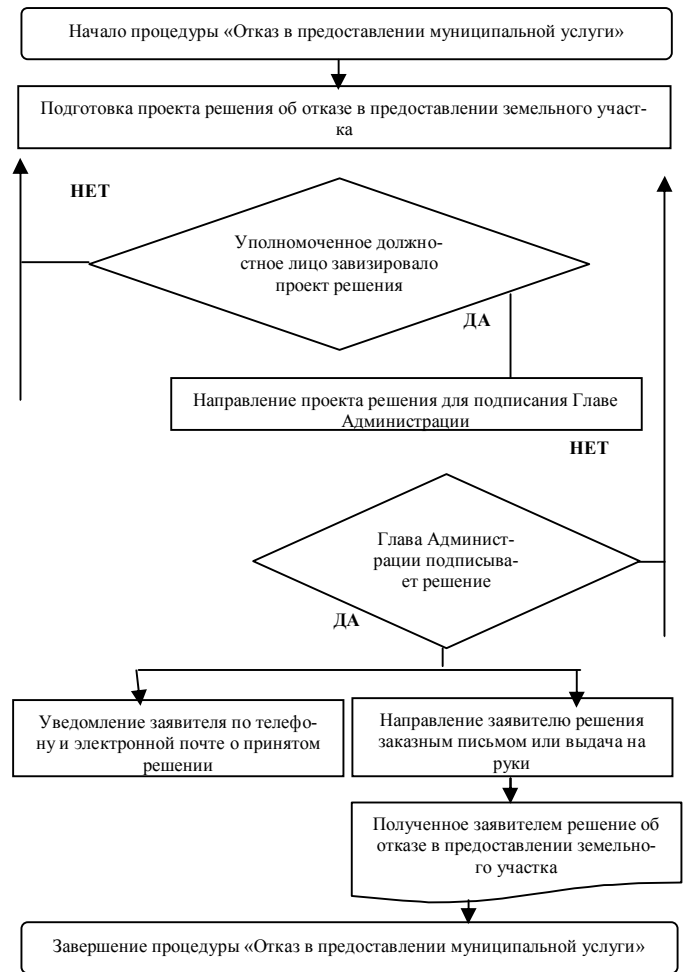 Начало процедуры «Отказ в предоставлении муниципальной услуги»
Подготовка проекта решения об отказе в предоставлении земельного участ-
ка
НЕТ
Уполномоченное должно-
стное лицо завизировало
проект решения
ДА
Направление проекта решения для подписания Главе
Администрации
НЕТ
Глава Админист-
рации подписыва-
ет решение
ДА
Уведомление заявителя по телефо-
ну и электронной почте о принятом
решении
Направление заявителю решения
заказным письмом или выдача на
руки
Полученное заявителем решение об
отказе в предоставлении земельно-
го участка
Завершение процедуры «Отказ в предоставлении муниципальной услуги»